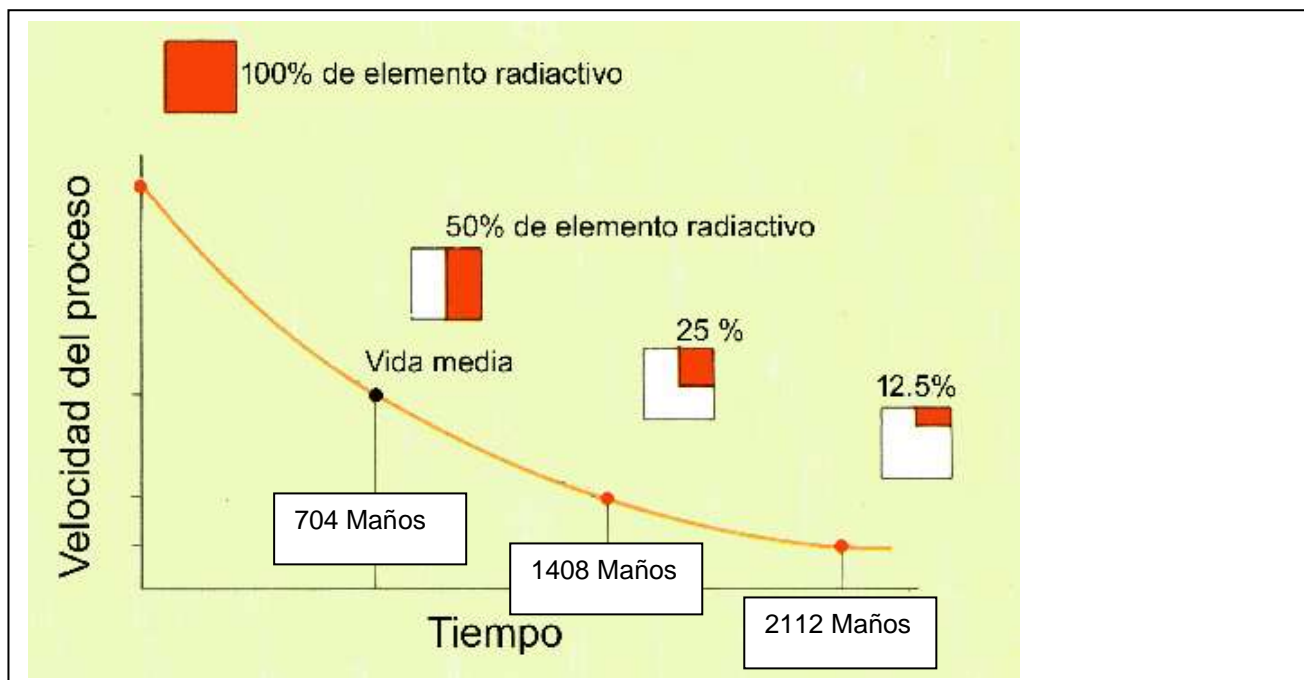 100% de elemento radiactivo
Velocidad del proceso
50% de elemento radiactivo
Vida media
25 %
12.5%
704 Maños
1408 Maños
2112 Maños
Tiempo